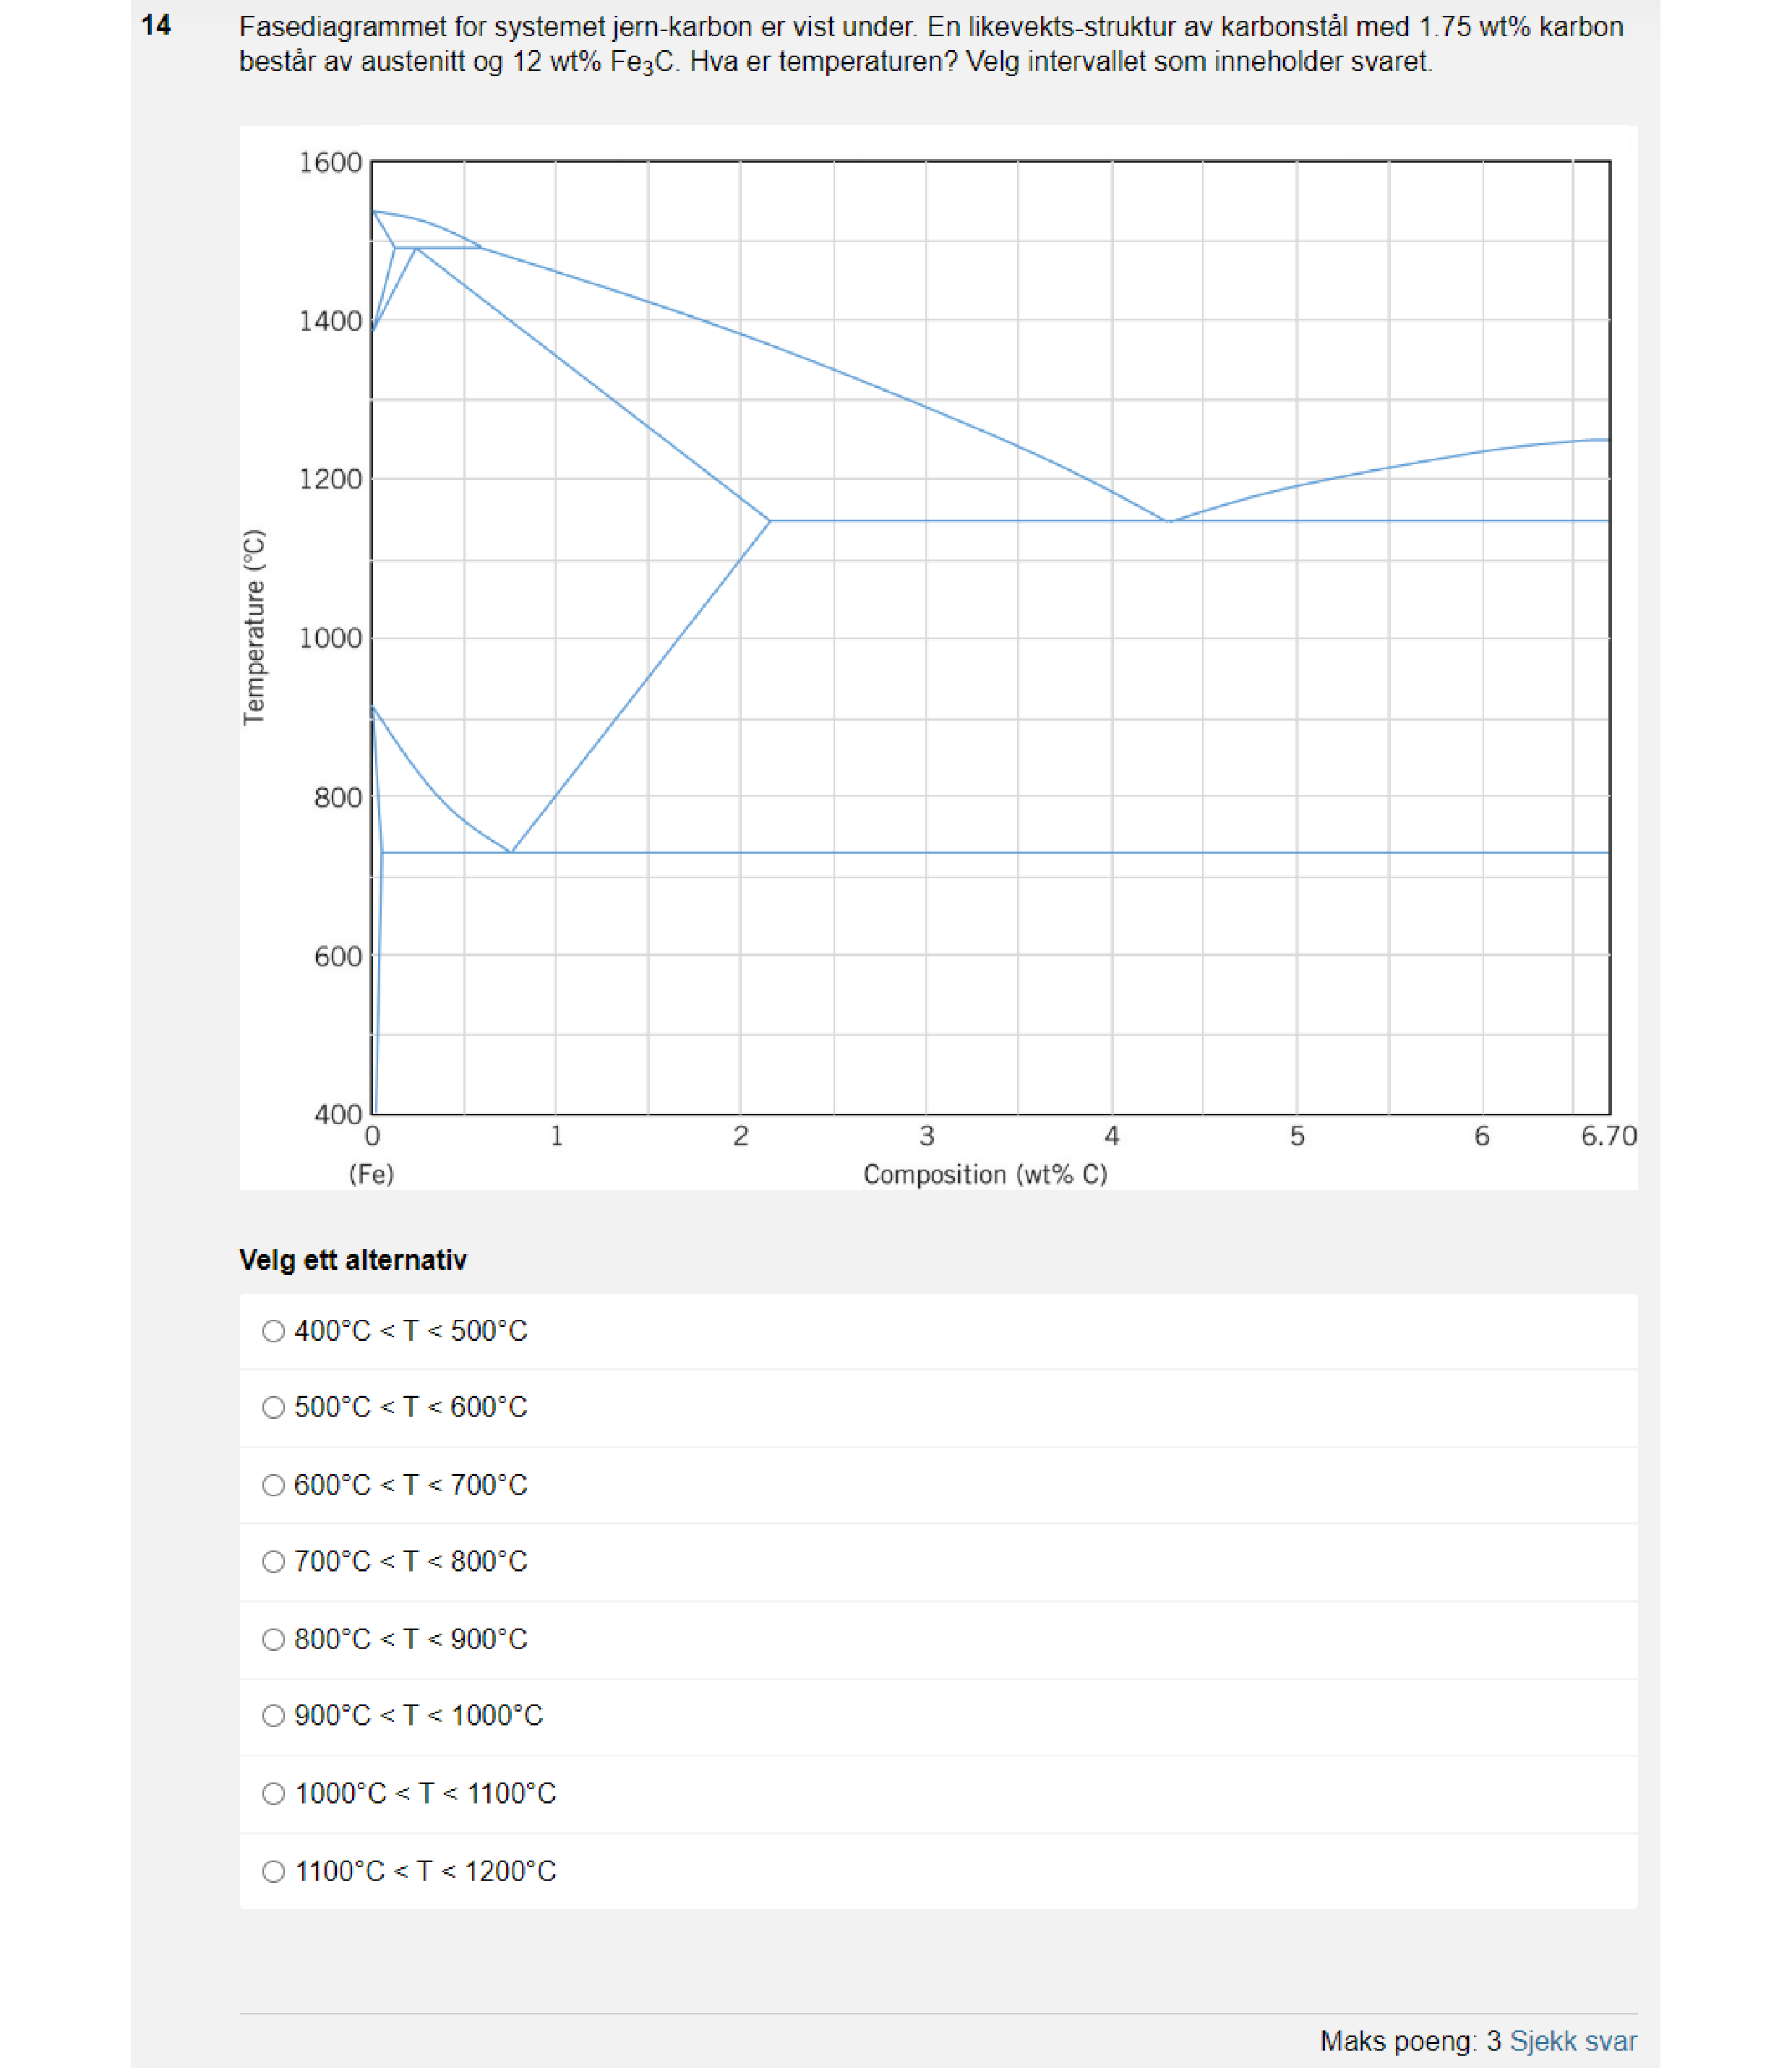 14 Fasediagrammet for systemet jern-karbon er vist under. En likevekts-struktur av karbonstål med 1.75 wt% karbon
består av austenitt og 12 wt% Fe₃C. Hva er temperaturen? Velg intervallet som inneholder svaret.
1600
1400
1200
1000
800
600
400
Temperature (°C)
0 1 2 3 4 5 6 6.70
(Fe) Composition (wt% C)
Velg ett alternativ
400°C < T < 500°C
500°C < T < 600°C
600°C < T < 700°C
700°C < T < 800°C
800°C < T < 900°C
900°C < T < 1000°C
1000°C < T < 1100°C
1100°C < T < 1200°C
Maks poeng: 3 Sjekk svar